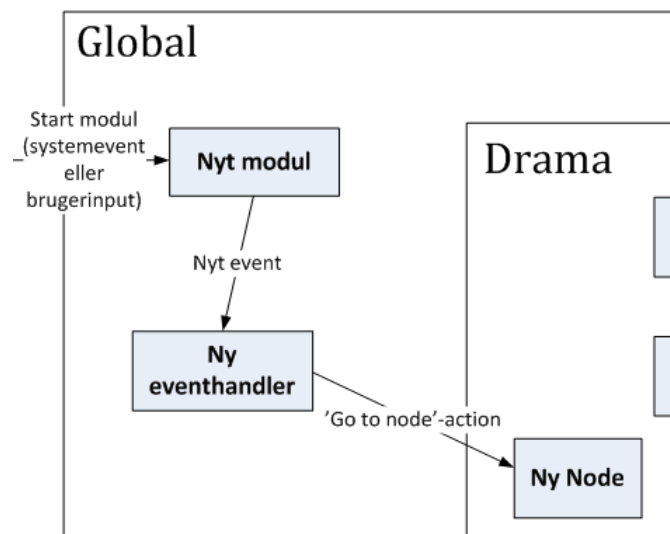 Global
Start modul
(systemevent
eller
brugerinput)
Nyt modul
Drama
Nyt event
Ny
eventhandler
’Go to node’-action
Ny Node